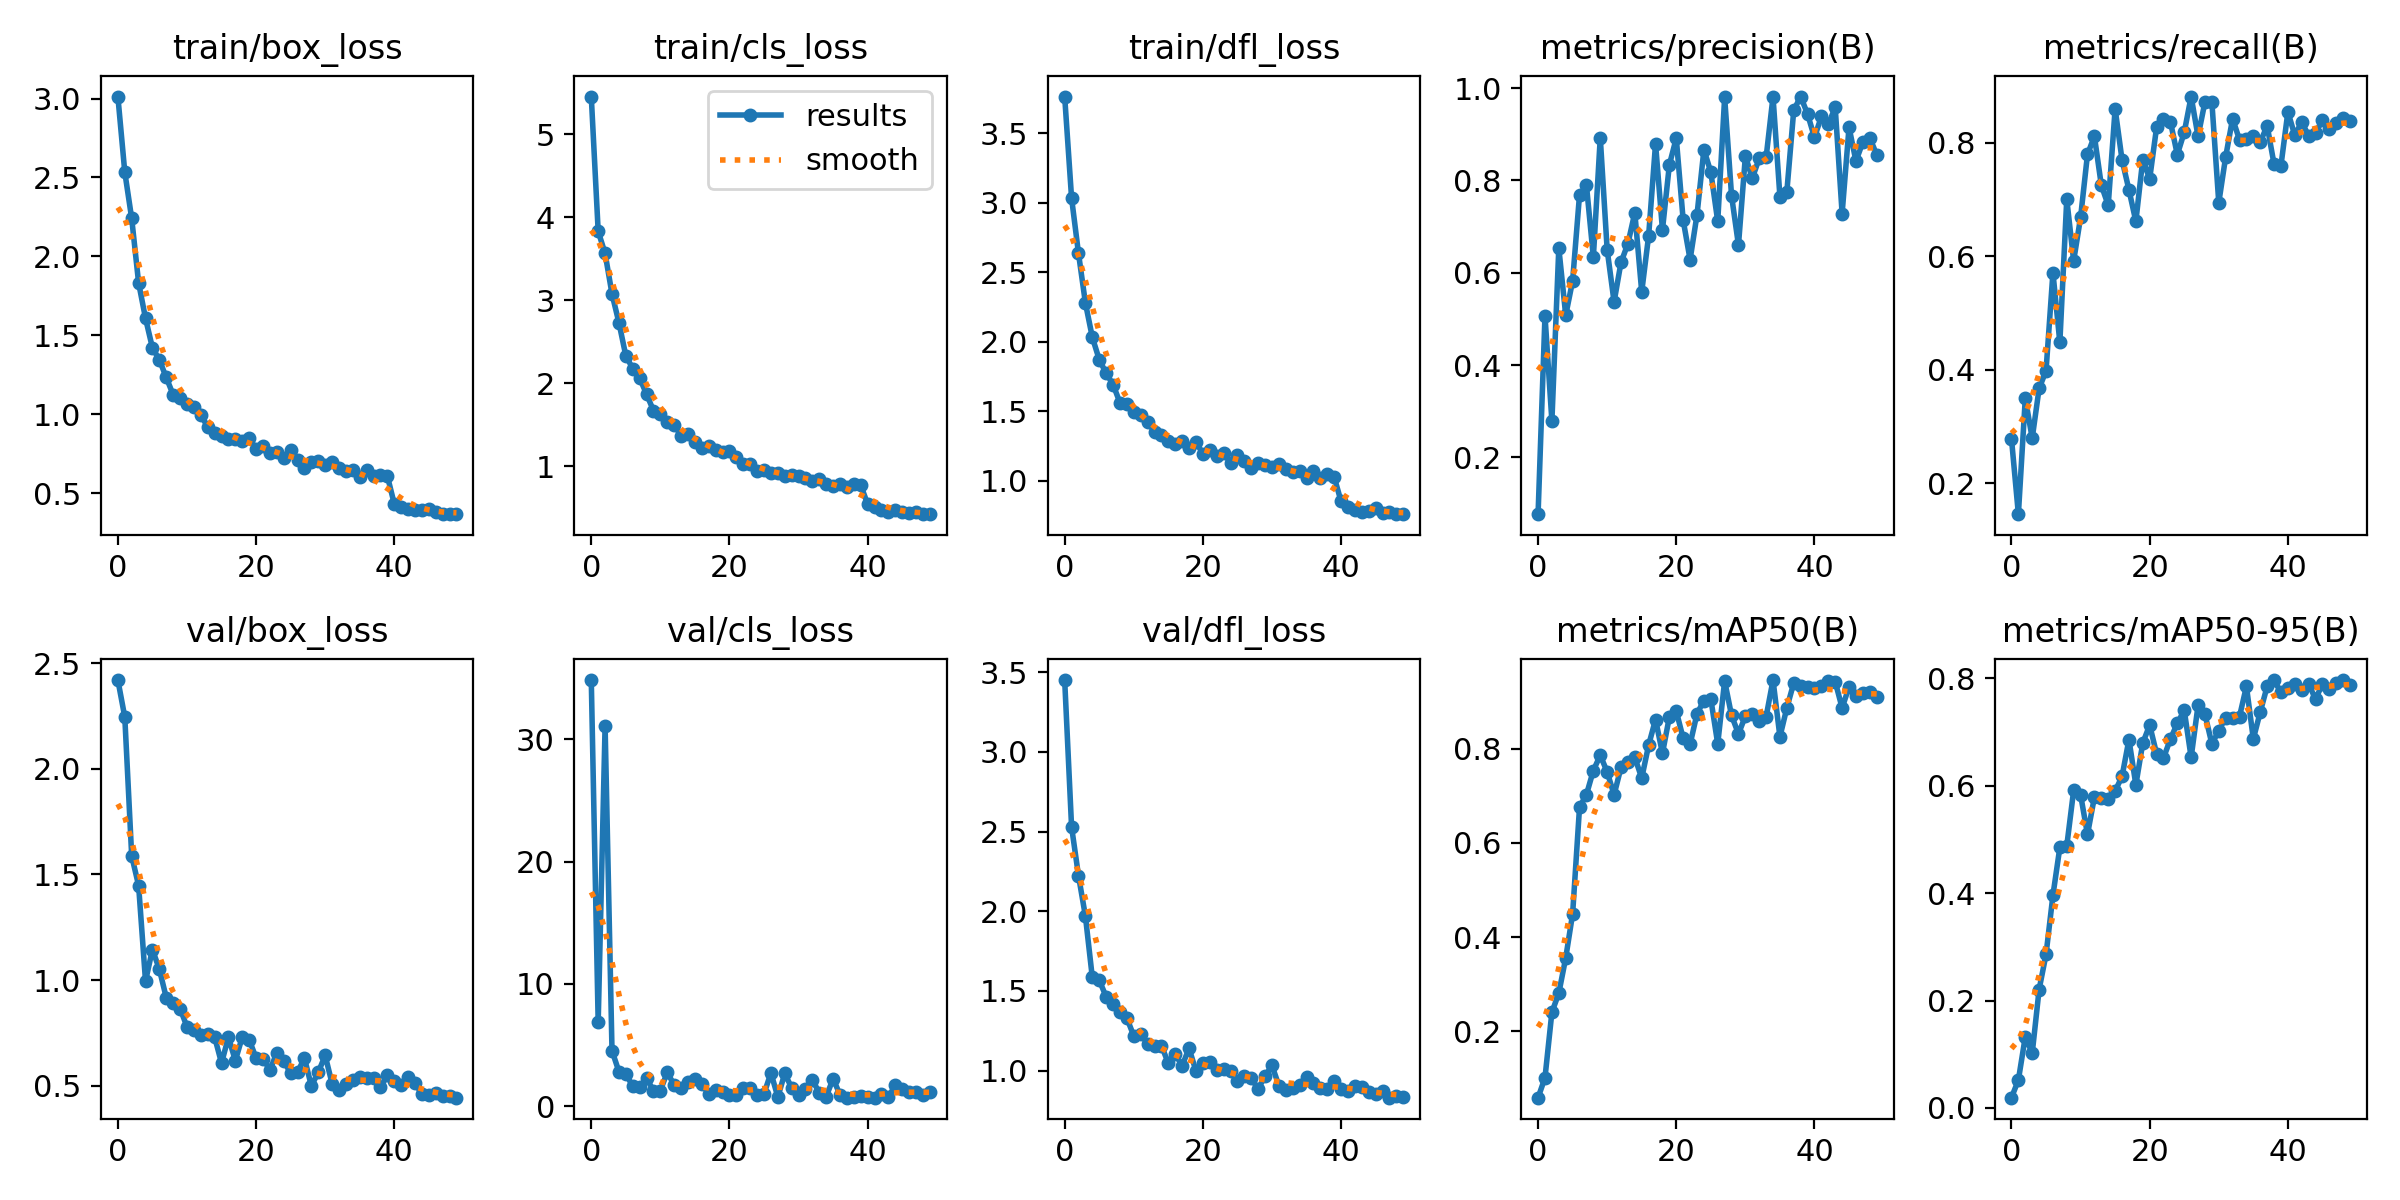 train/box_loss
3.0
2.5
2.0
1.5
1.0
0.5
0 20 40
train/cls_loss
results
smooth
5
4
3
2
1
0 20 40
train/dfl_loss
3.5
3.0
2.5
2.0
1.5
1.0
0 20 40
metrics/precision(B)
1.0
0.8
0.6
0.4
0.2
0 20 40
metrics/recall(B)
0.8
0.6
0.4
0.2
0 20 40
val/box_loss
2.5
2.0
1.5
1.0
0.5
0 20 40
val/cls_loss
30
20
10
0
0 20 40
val/dfl_loss
3.5
3.0
2.5
2.0
1.5
1.0
0 20 40
metrics/mAP50(B)
0.8
0.6
0.4
0.2
0 20 40
metrics/mAP50-95(B)
0.8
0.6
0.4
0.2
0.0
0 20 40